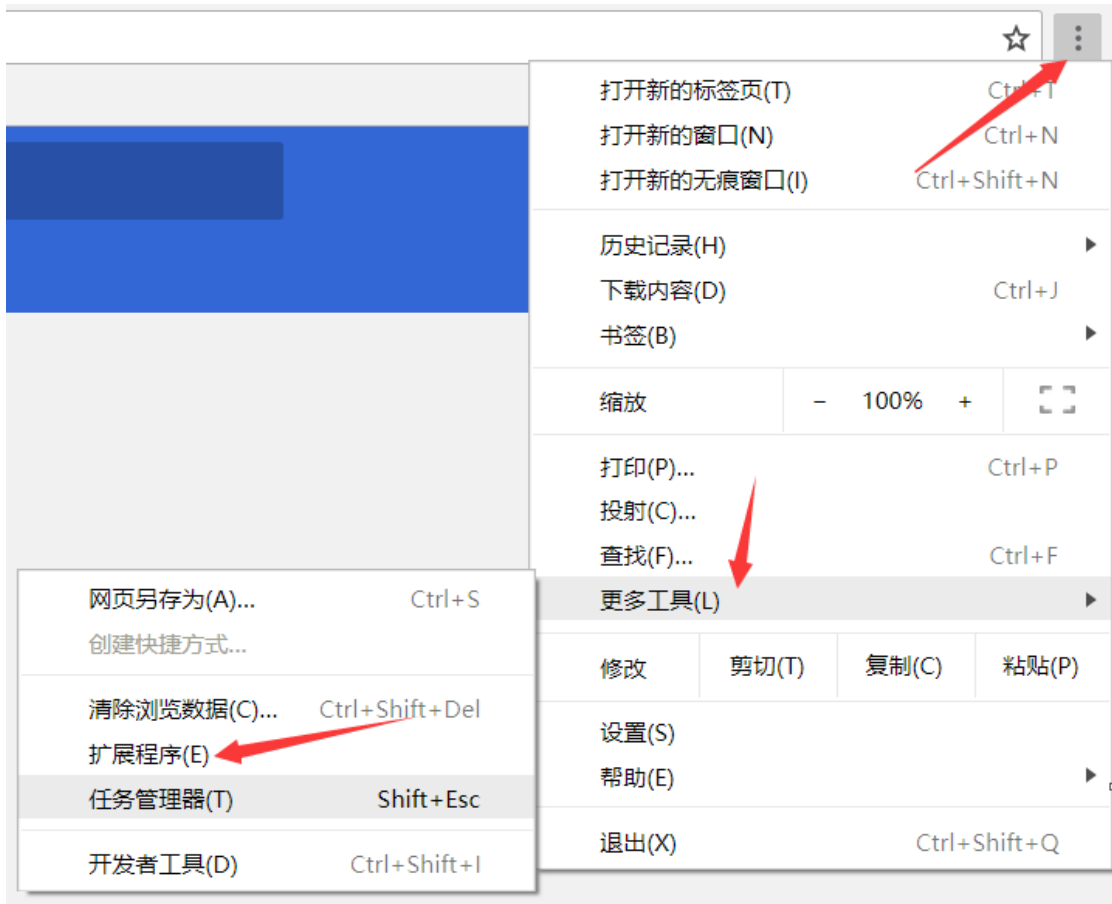 打开新的标签页(T) Ctrl+T
打开新的窗口(N) Ctrl+N
打开新的无痕窗口(I) Ctrl+Shift+N
历史记录(H)
下载内容(D) Ctrl+J
书签(B)
缩放 − 100% +
打印(P)... Ctrl+P
投射(C)...
查找(F)... Ctrl+F
更多工具(L)
修改 剪切(T) 复制(C) 粘贴(P)
设置(S)
帮助(E)
退出(X) Ctrl+Shift+Q
网页另存为(A)... Ctrl+S
创建快捷方式...
清除浏览数据(C)... Ctrl+Shift+Del
扩展程序(E)
任务管理器(T) Shift+Esc
开发者工具(D) Ctrl+Shift+I